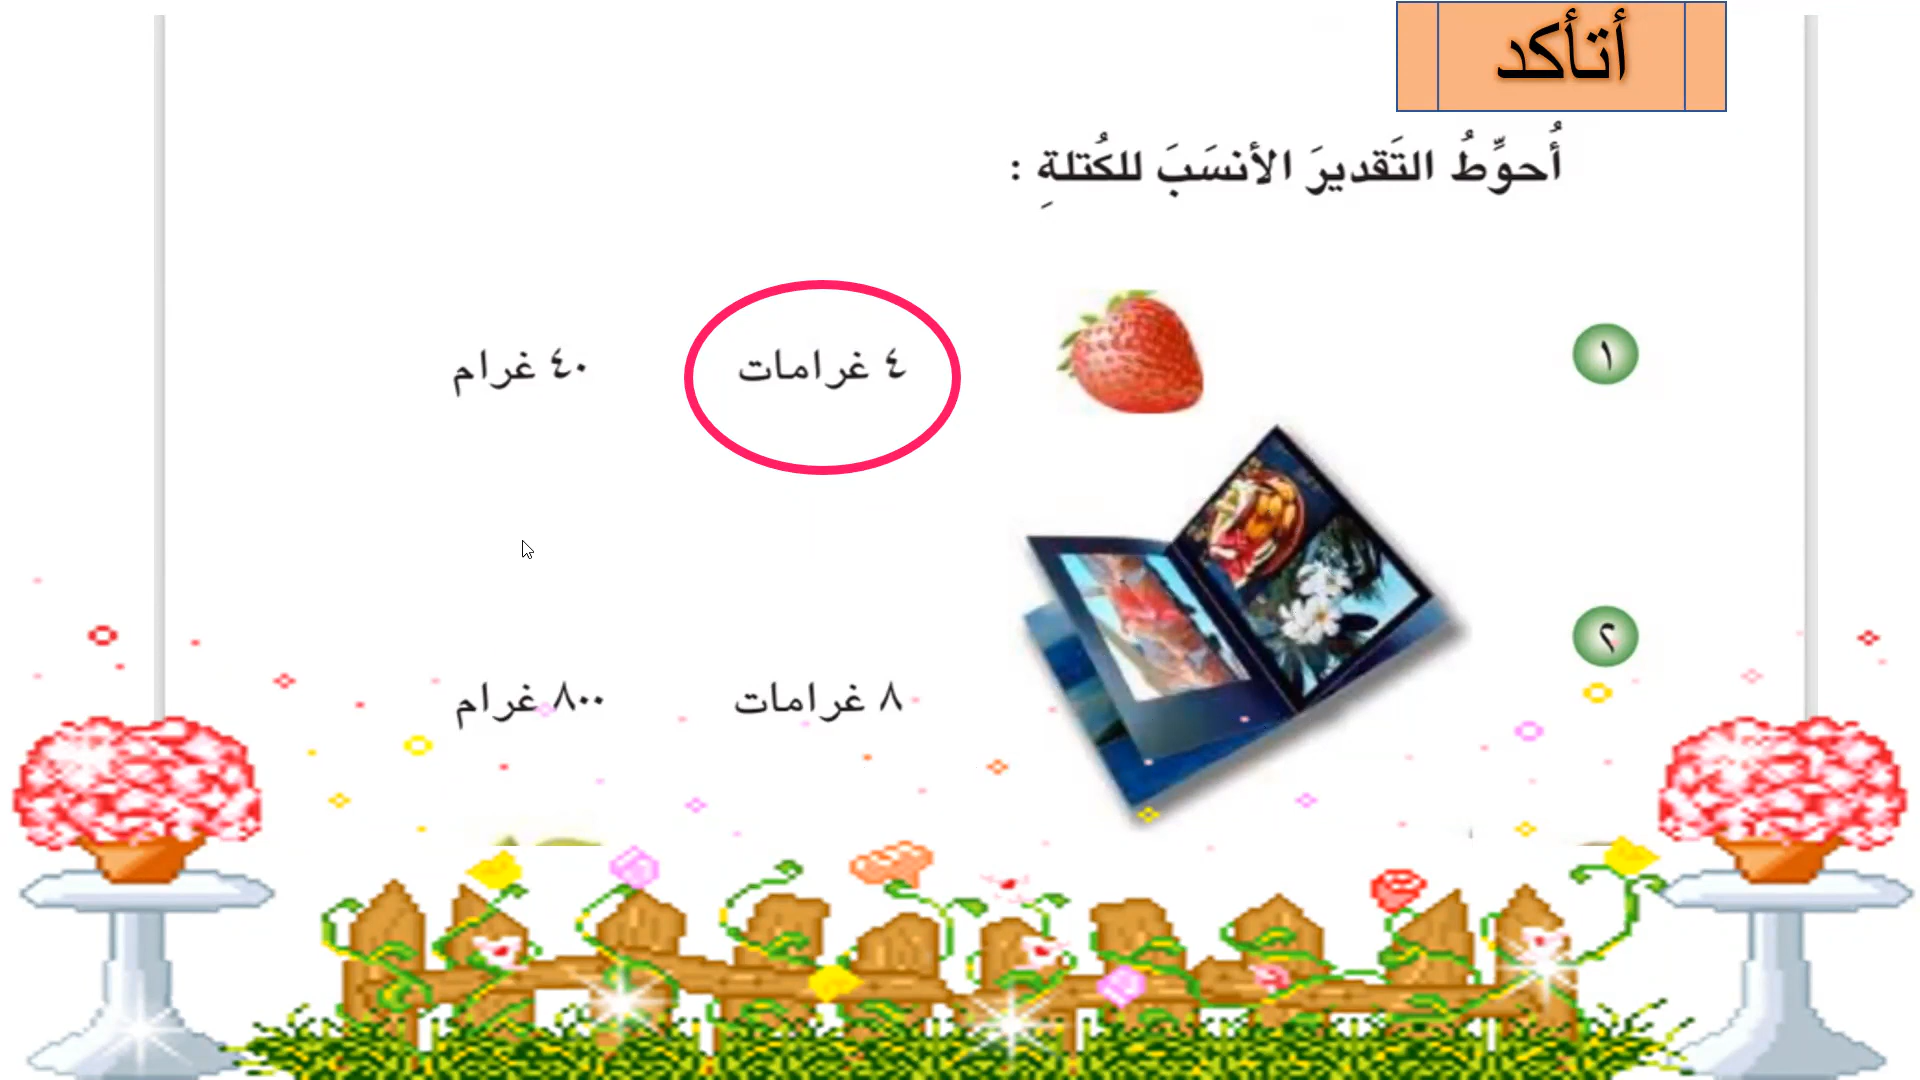 أتأكد
أُحوِّطُ التَقديرَ الأنسَبَ للكُتلةِ :
١ ٤ غرامات ٤٠ غرام
٢ ٨ غرامات ٨٠٠ غرام